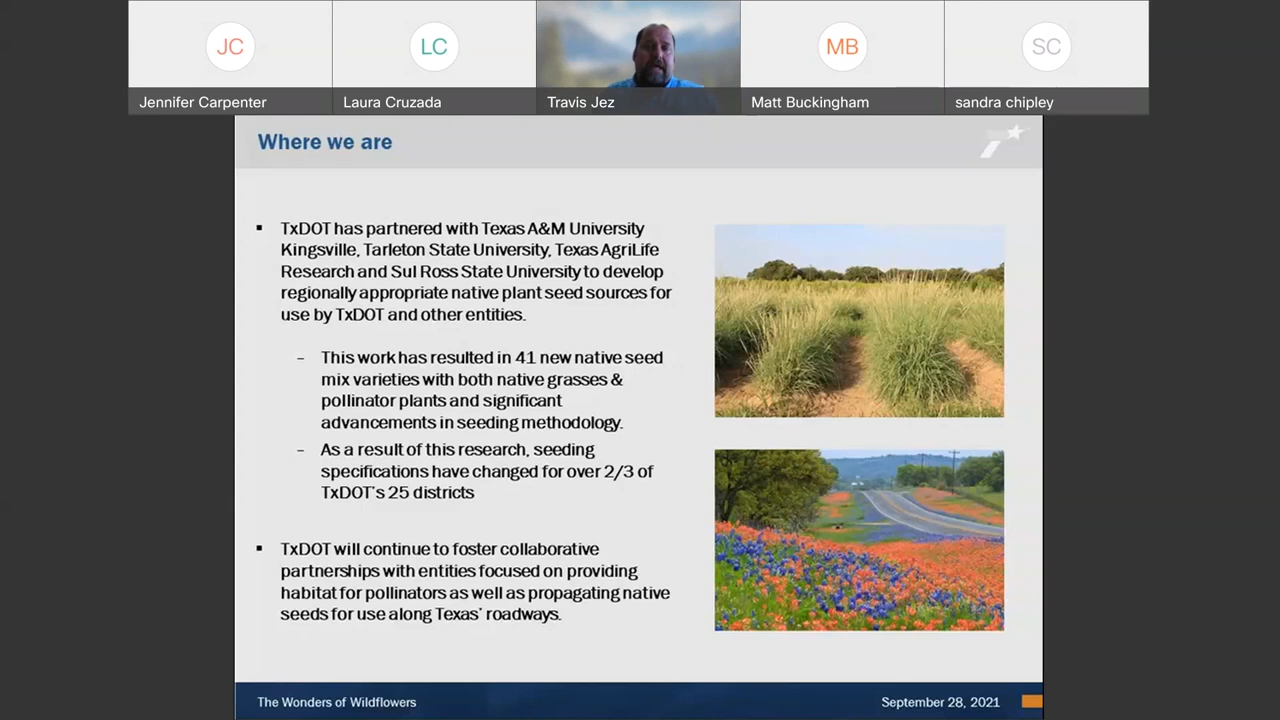 JC
LC
MB
SC
Jennifer Carpenter
Laura Cruzada
Travis Jez
Matt Buckingham
sandra chipley
Where we are
▪ TxDOT has partnered with Texas A&M University
Kingsville, Tarleton State University, Texas AgriLife
Research and Sul Ross State University to develop
regionally appropriate native plant seed sources for
use by TxDOT and other entities.
– This work has resulted in 41 new native seed
mix varieties with both native grasses &
pollinator plants and significant
advancements in seeding methodology.
– As a result of this research, seeding
specifications have changed for over 2/3 of
TxDOT's 25 districts
▪ TxDOT will continue to foster collaborative
partnerships with entities focused on providing
habitat for pollinators as well as propagating native
seeds for use along Texas' roadways.
The Wonders of Wildflowers
September 28, 2021